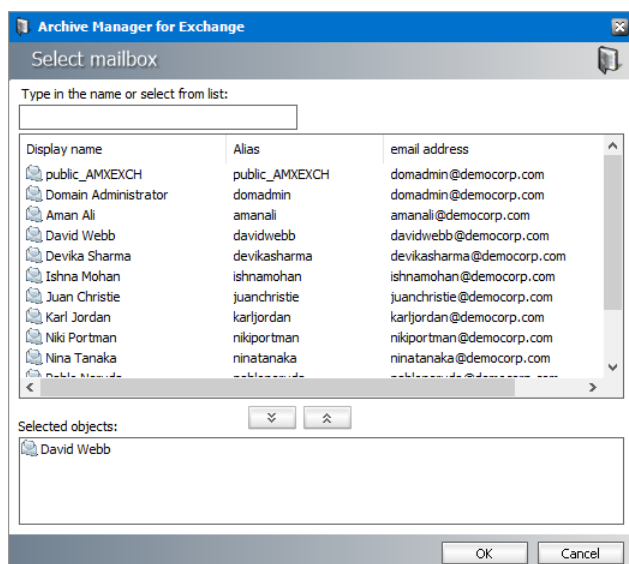 Archive Manager for Exchange
Select mailbox
Type in the name or select from list:
Display name Alias email address
public_AMXEXCH public_AMXEXCH domadmin@democorp.com
Domain Administrator domadmin domadmin@democorp.com
Aman Ali amanali amanali@democorp.com
David Webb davidwebb davidwebb@democorp.com
Devika Sharma devikasharma devikasharma@democorp.com
Ishna Mohan ishnamohan ishnamohan@democorp.com
Juan Christie juanchristie juanchristie@democorp.com
Karl Jordan karljordan karljordan@democorp.com
Niki Portman nikiportman nikiportman@democorp.com
Nina Tanaka ninatanaka ninatanaka@democorp.com
Selected objects:
David Webb
OK Cancel